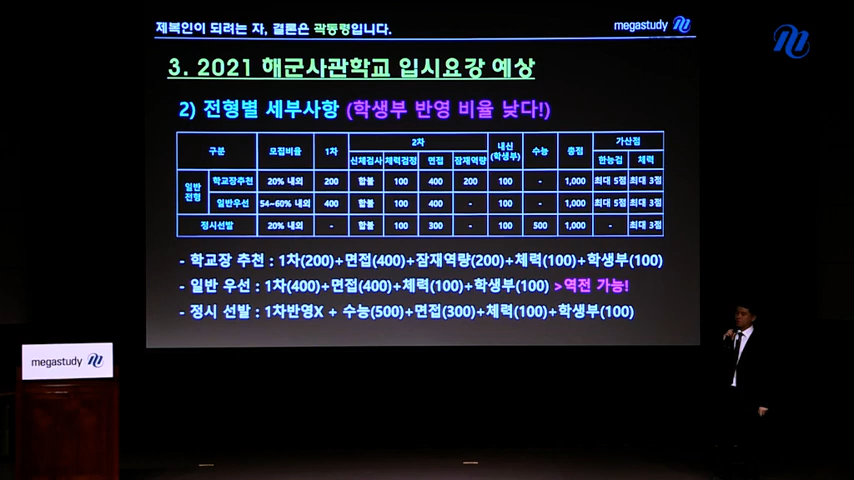 제복인이 되려는 자, 결론은 곽동령입니다.
megastudy
3. 2021 해군사관학교 입시요강 예상
2) 전형별 세부사항 (학생부 반영 비율 낮다!)
구분 모집비율 1차 2차 내신 (학생부) 수능 총점 가산점
신체검사 체력검정 면접 잠재역량 한능검 체력
일반 전형 학교장추천 20% 내외 200 합불 100 400 200 100 - 1,000 최대 5점 최대 3점
일반우선 54~60% 내외 400 합불 100 400 - 100 - 1,000 최대 5점 최대 3점
정시선발 20% 내외 - 합불 100 300 - 100 500 1,000 - 최대 3점
- 학교장 추천 : 1차(200)+면접(400)+잠재역량(200)+체력(100)+학생부(100)
- 일반 우선 : 1차(400)+면접(400)+체력(100)+학생부(100) >역전 가능!
- 정시 선발 : 1차반영X + 수능(500)+면접(300)+체력(100)+학생부(100)
megastudy